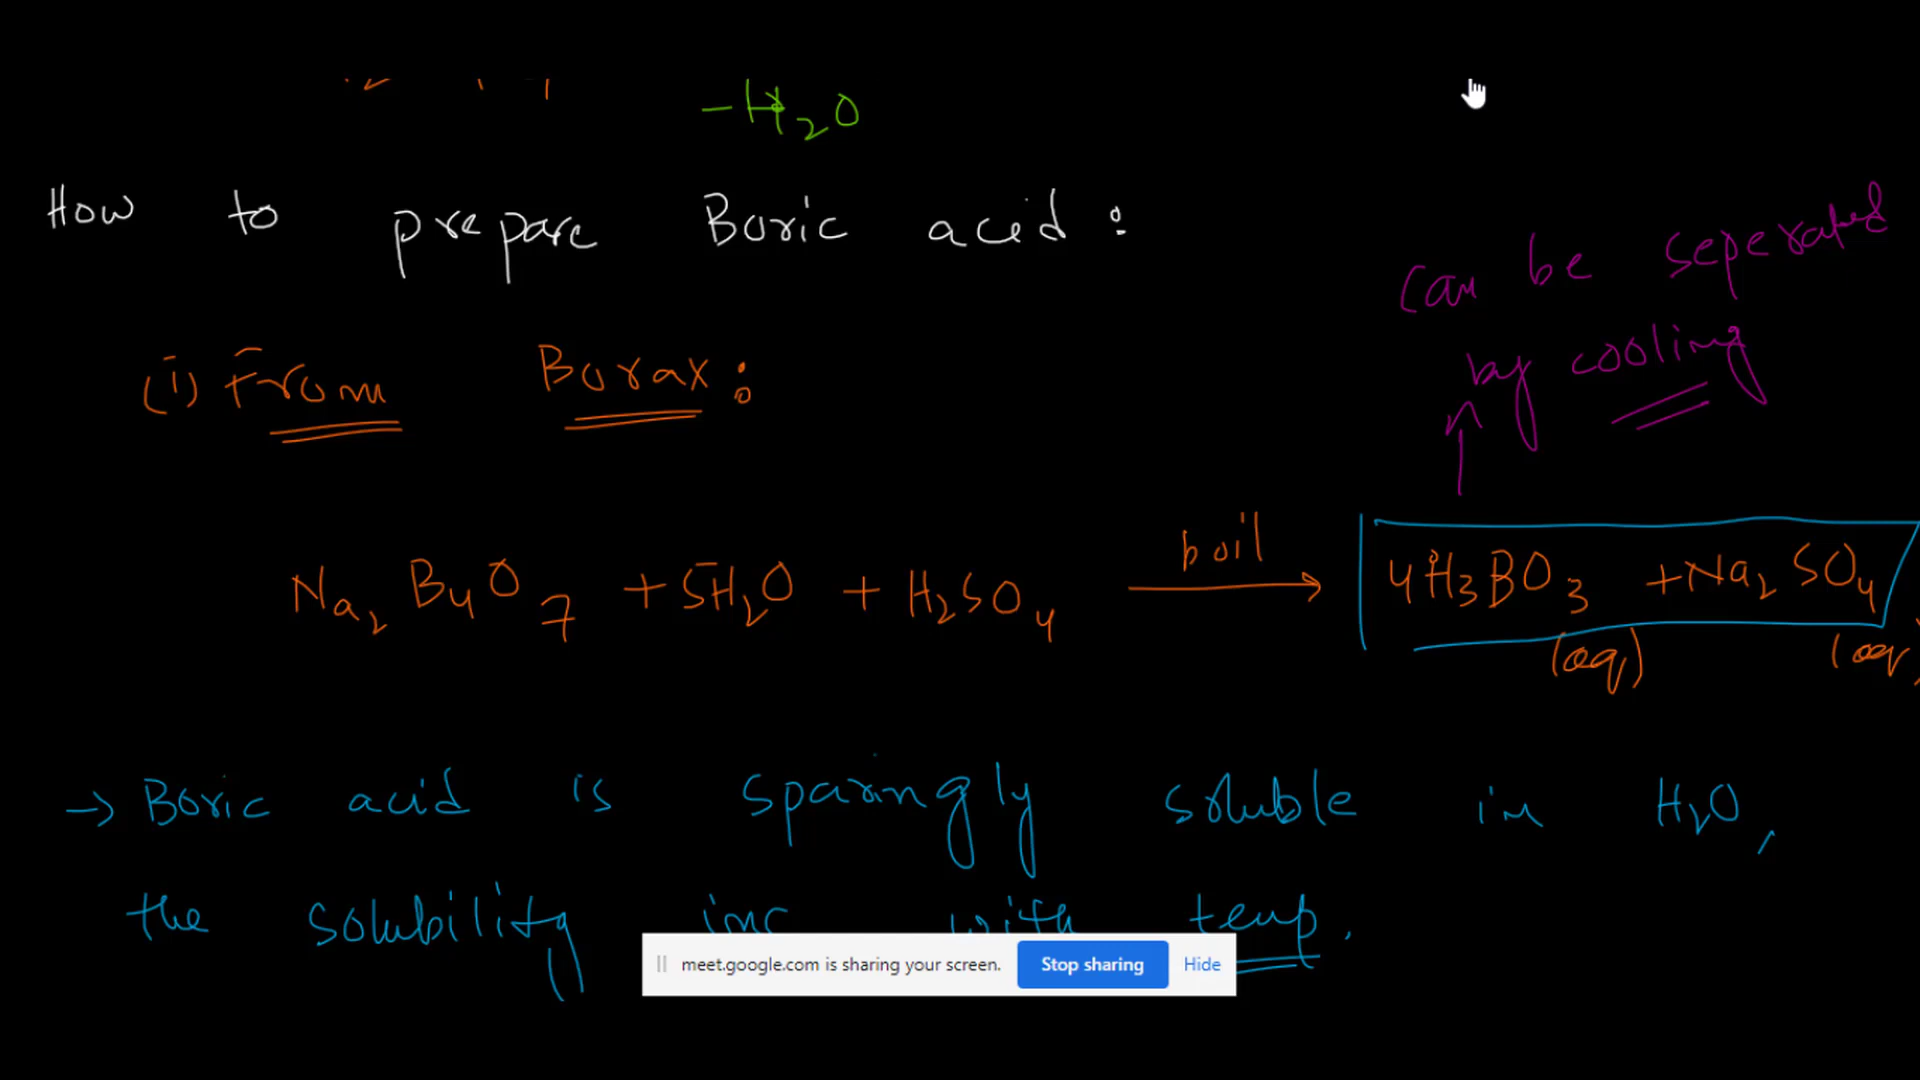 -H₂O
How to prepare Boric acid:
can be seperated
by cooling
(i) From Borax:
boil
Na₂B₄O₇ + 5H₂O + H₂SO₄ → 4H₃BO₃ + Na₂SO₄
(aq) (aq)
→ Boric acid is sparingly soluble in H₂O,
the solubility inc with temp.
meet.google.com is sharing your screen. Stop sharing Hide